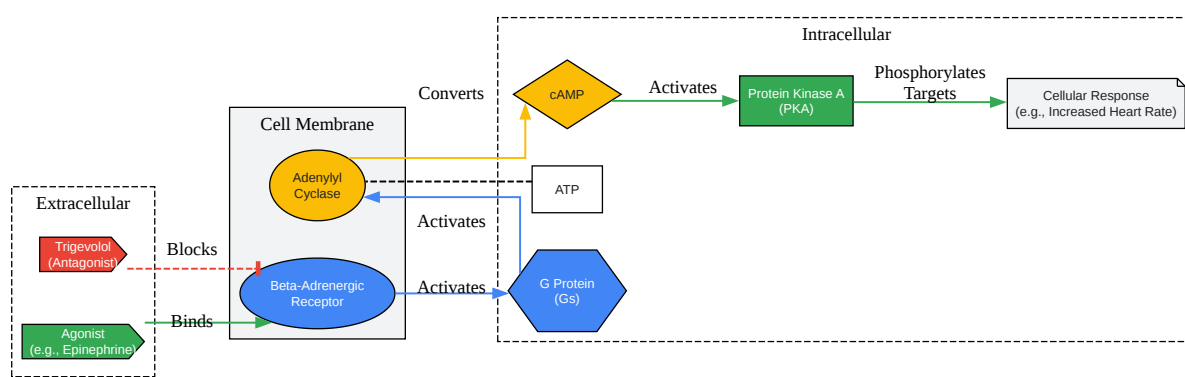 Intracellular
Converts
cAMP
Activates
Protein Kinase A
(PKA)
Phosphorylates
Targets
Cellular Response
(e.g., Increased Heart Rate)
Cell Membrane
Adenylyl
Cyclase
ATP
Extracellular
Trigevolol
(Antagonist)
Blocks
Activates
Beta-Adrenergic
Receptor
Activates
G Protein
(Gs)
Agonist
(e.g., Epinephrine)
Binds